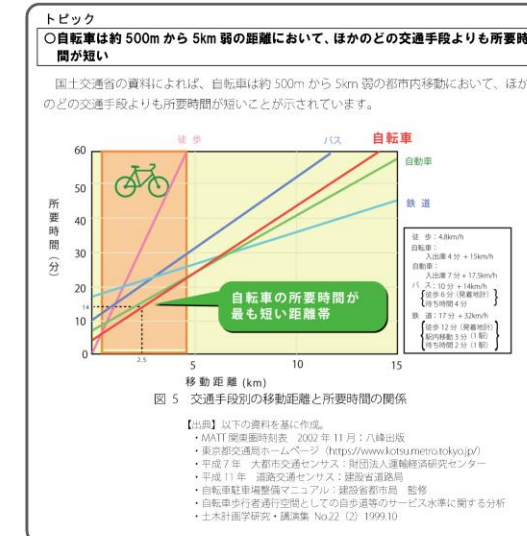 トピック
○自転車は約 500m から 5km 弱の距離において、ほかのどの交通手段よりも所要時
間が短い
国土交通省の資料によれば、自転車は約 500m から 5km 弱の都市内移動において、ほか
のどの交通手段よりも所要時間が短いことが示されています。
徒 歩
バス
自転車
自動車
鉄 道
所要時間（分）
60
50
40
30
20
14
10
0
2.5
5
10
15
自転車の所要時間が
最も短い距離帯
移動距離 (km)
徒 歩：4.8km/h
自転車：
入出庫 4 分 + 15km/h
自動車：
入出庫 7 分 + 17.5km/h
バ ス：10 分 + 14km/h
徒歩 6 分（発着地計）
待ち時間 4 分
鉄 道：17 分 + 32km/h
徒歩 12 分（発着地計）
駅内移動 3 分（1 駅）
待ち時間 2 分（1 駅）
図 5 交通手段別の移動距離と所要時間の関係
【出典】以下の資料を基に作成。
・MATT 関東圏時刻表 2002 年 11 月：八峰出版
・東京都交通局ホームページ（https://www.kotsu.metro.tokyo.jp/）
・平成 7 年 大都市交通センサス：財団法人運輸経済研究センター
・平成 11 年 道路交通センサス：建設省道路局
・自転車駐車場整備マニュアル：建設省都市局 監修
・自転車歩行者通行空間としての自歩道等のサービス水準に関する分析
・土木計画学研究・講演集 No.22（2）1999.10